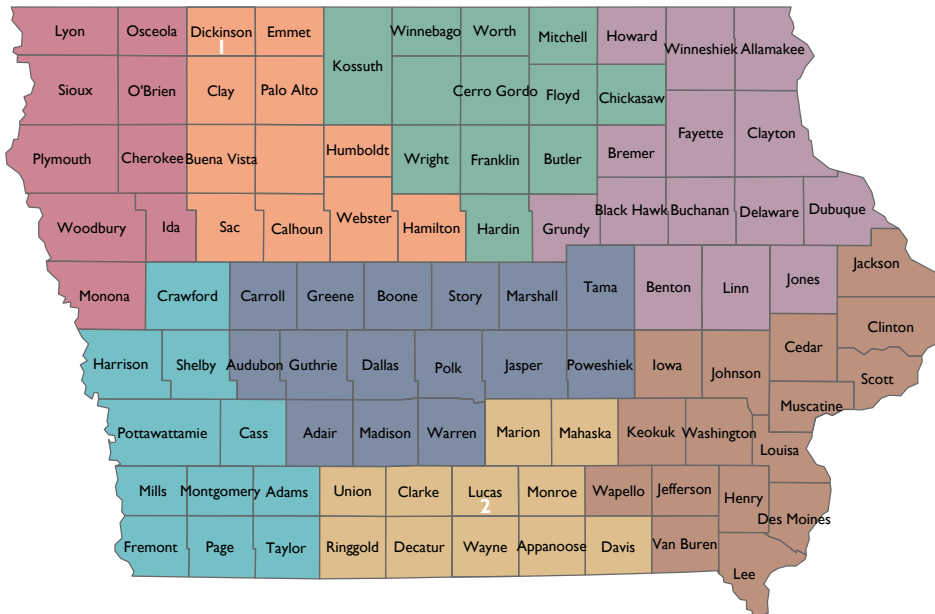 Lyon
Osceola
Dickinson
1
Emmet
Winnebago
Worth
Mitchell
Howard
Winneshiek
Allamakee
Kossuth
Sioux
O'Brien
Clay
Palo Alto
Cerro Gordo
Floyd
Chickasaw
Plymouth
Cherokee
Buena Vista
Humboldt
Wright
Franklin
Butler
Bremer
Fayette
Clayton
Woodbury
Ida
Sac
Calhoun
Webster
Hamilton
Hardin
Grundy
Black Hawk
Buchanan
Delaware
Dubuque
Monona
Crawford
Carroll
Greene
Boone
Story
Marshall
Tama
Benton
Linn
Jones
Jackson
Clinton
Harrison
Shelby
Audubon
Guthrie
Dallas
Polk
Jasper
Poweshiek
Iowa
Johnson
Cedar
Scott
Muscatine
Pottawattamie
Cass
Adair
Madison
Warren
Marion
Mahaska
Keokuk
Washington
Louisa
Mills
Montgomery
Adams
Union
Clarke
Lucas
2
Monroe
Wapello
Jefferson
Henry
Des Moines
Fremont
Page
Taylor
Ringgold
Decatur
Wayne
Appanoose
Davis
Van Buren
Lee